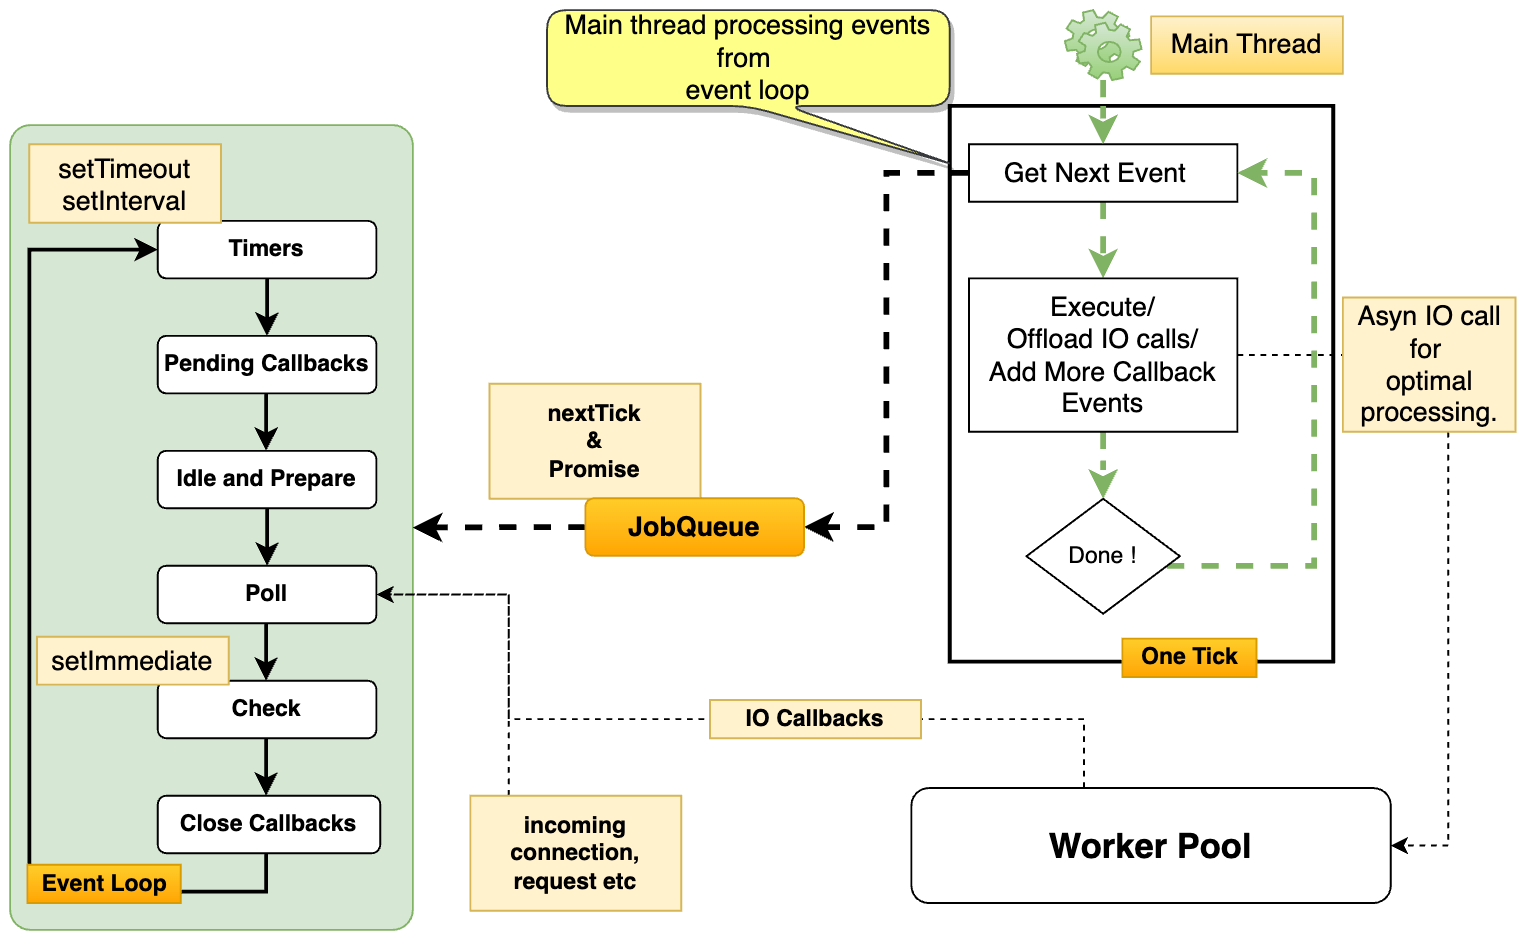 Main thread processing events
from
event loop
Main Thread
Get Next Event
Execute/
Offload IO calls/
Add More Callback
Events
Done !
One Tick
Asyn IO call
for
optimal
processing.
setTimeout
setInterval
Timers
Pending Callbacks
Idle and Prepare
Poll
setImmediate
Check
Close Callbacks
Event Loop
nextTick
&
Promise
JobQueue
IO Callbacks
incoming
connection,
request etc
Worker Pool